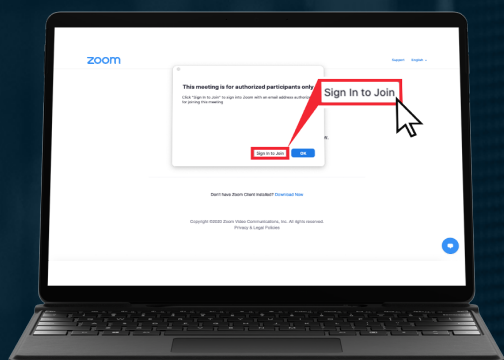 zoom
Support English
This meeting is for authorized participants only
Click "Sign In to Join" to sign into Zoom with an email address authorized
for joining this meeting
Sign In to Join OK
Sign In to Join
Don't have Zoom Client installed? Download Now
Copyright ©2020 Zoom Video Communications, Inc. All rights reserved.
Privacy & Legal Policies